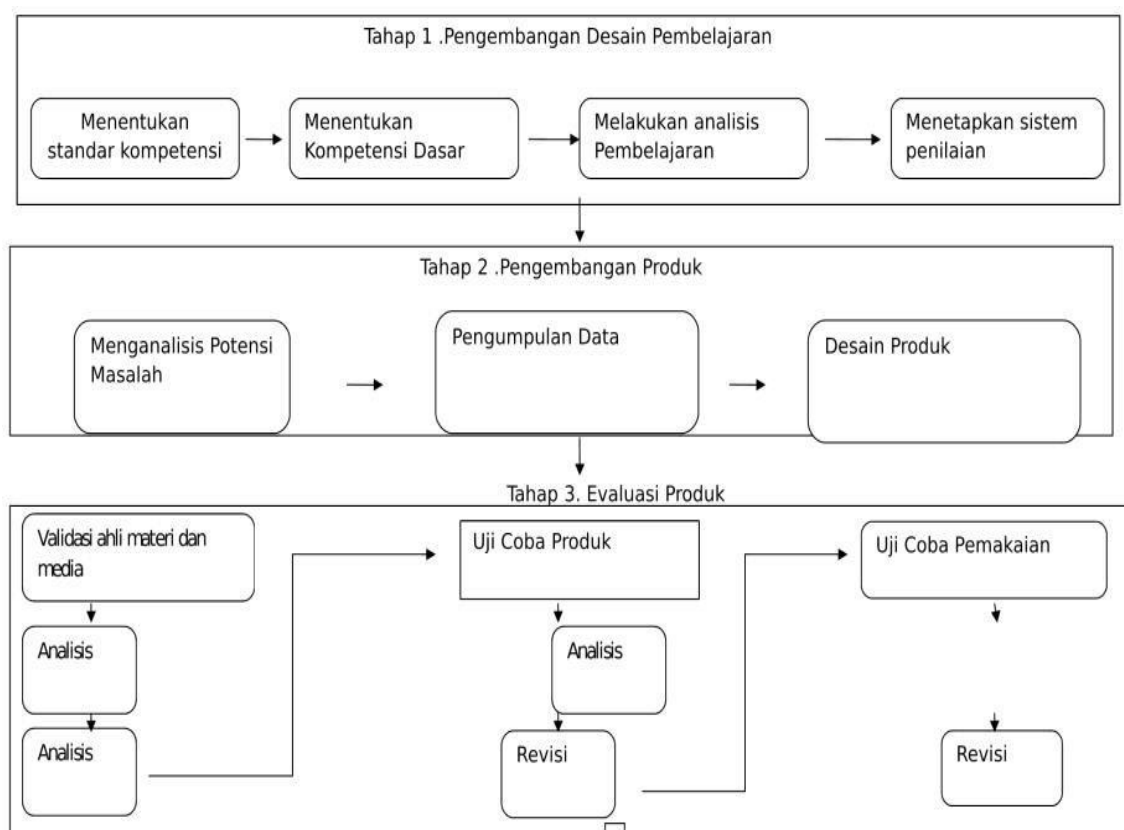 Tahap 1 .Pengembangan Desain Pembelajaran
Menentukan
standar kompetensi
Menentukan
Kompetensi Dasar
Melakukan analisis
Pembelajaran
Menetapkan sistem
penilaian
Tahap 2 .Pengembangan Produk
Menganalisis Potensi
Masalah
Pengumpulan Data
Desain Produk
Tahap 3. Evaluasi Produk
Validasi ahli materi dan
media
Analisis
Analisis
Uji Coba Produk
Analisis
Revisi
Uji Coba Pemakaian
Revisi